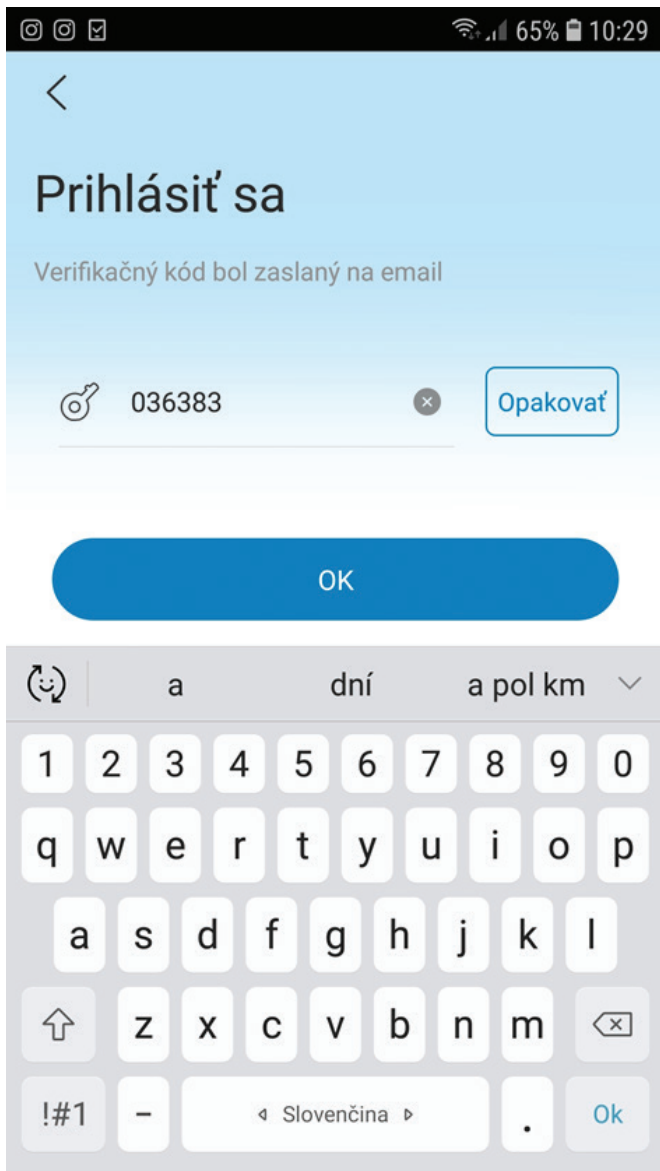 65% 10:29
Prihlásiť sa
Verifikačný kód bol zaslaný na email
036383 Opakovať
OK
a dní a pol km
1 2 3 4 5 6 7 8 9 0
q w e r t y u i o p
a s d f g h j k l
z x c v b n m
!#1 - Slovenčina . Ok